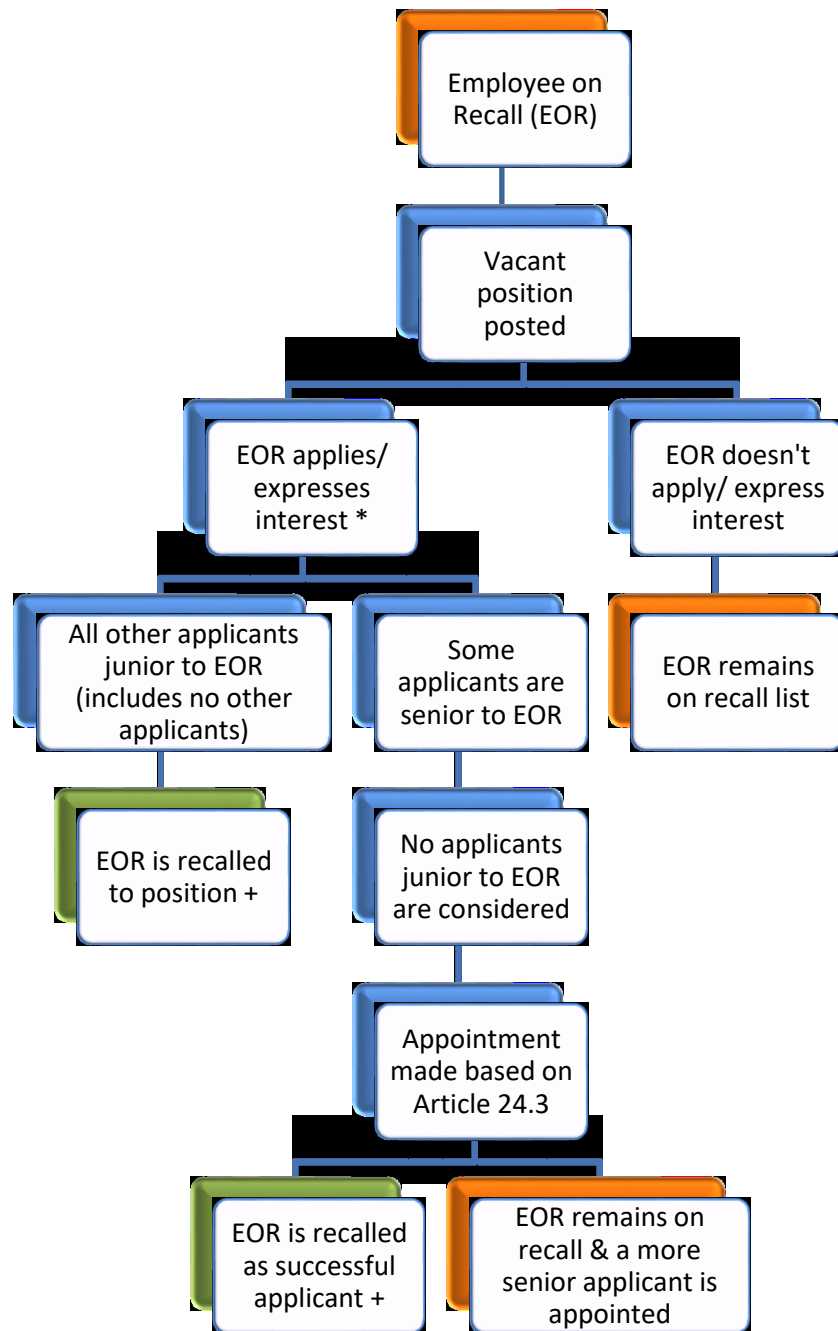 Employee on
Recall (EOR)
Vacant
position
posted
EOR applies/
expresses
interest *
EOR doesn't
apply/ express
interest
All other applicants
junior to EOR
(includes no other
applicants)
Some
applicants are
senior to EOR
EOR remains
on recall list
EOR is recalled
to position +
No applicants
junior to EOR
are considered
Appointment
made based on
Article 24.3
EOR is recalled
as successful
applicant +
EOR remains on
recall & a more
senior applicant is
appointed